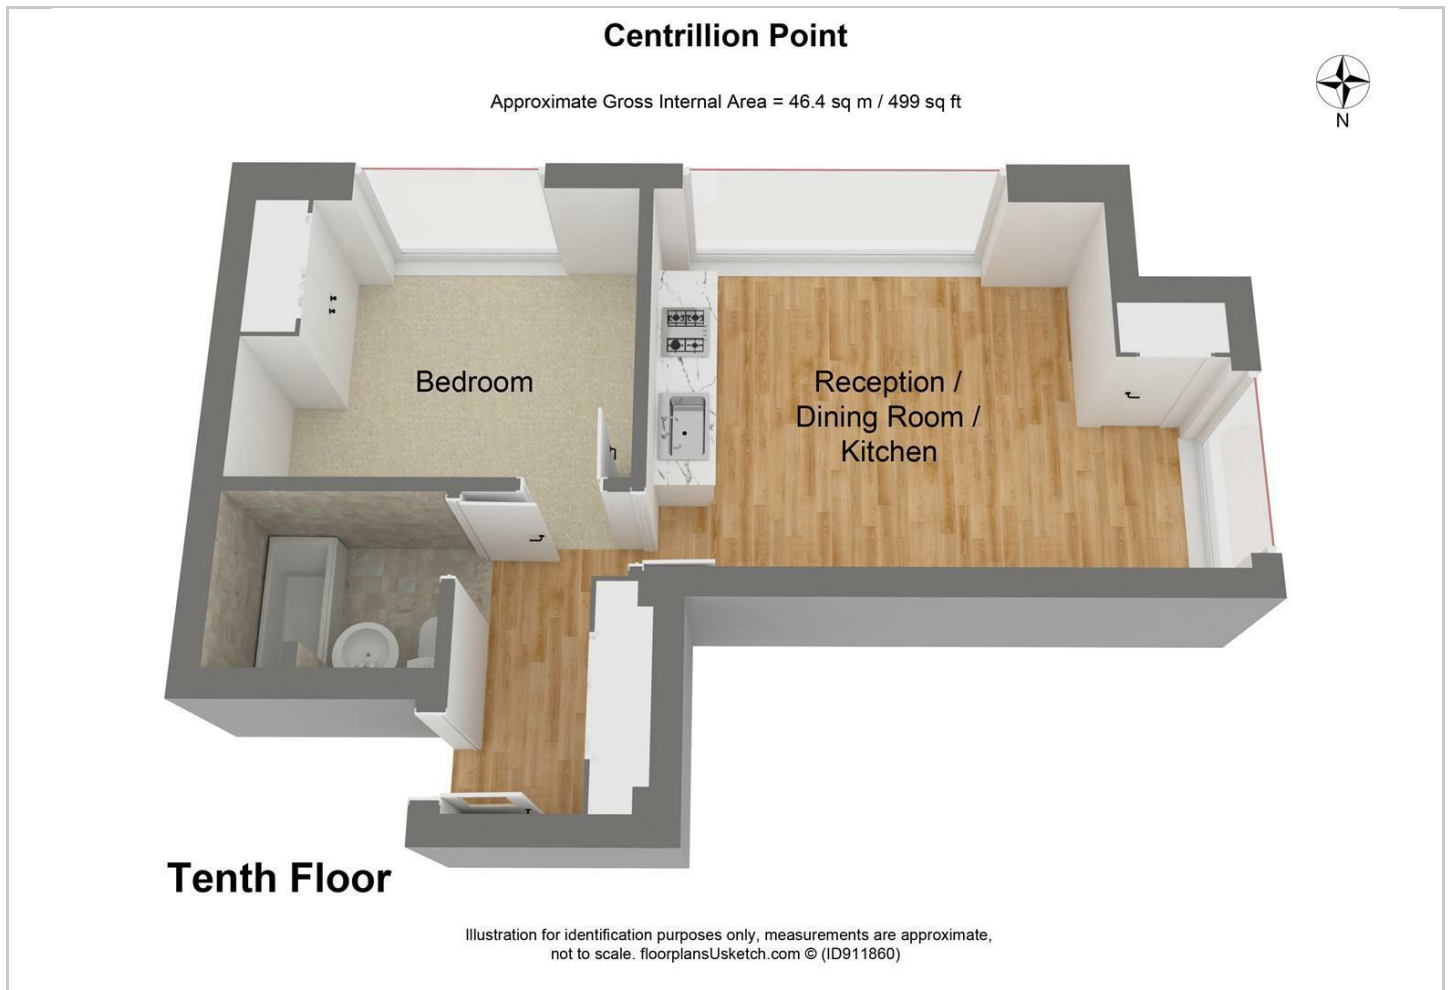 Centrillion Point
Approximate Gross Internal Area = 46.4 sq m / 499 sq ft
N
Bedroom
Reception /
Dining Room /
Kitchen
Tenth Floor
Illustration for identification purposes only, measurements are approximate,
not to scale. floorplansUsketch.com © (ID911860)